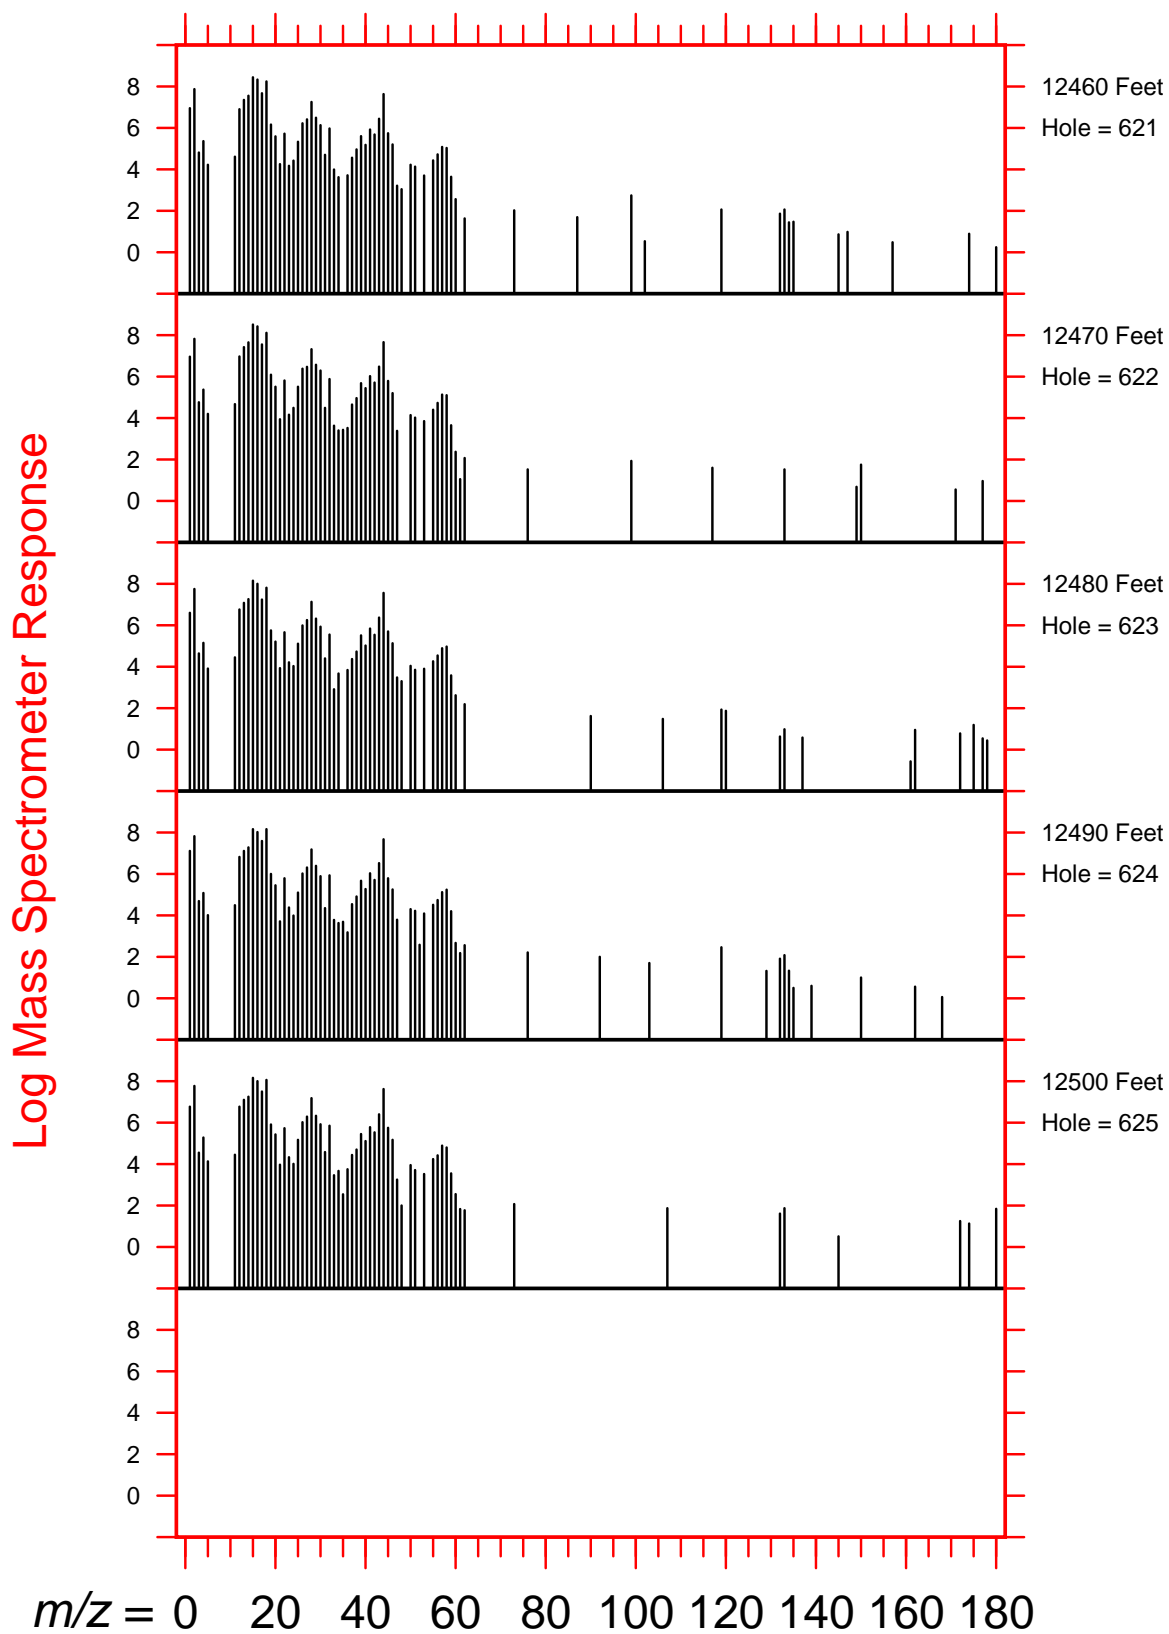 Log Mass Spectrometer Response
8
12460 Feet
6
Hole = 621
4
2
0
8
12470 Feet
6
Hole = 622
4
2
0
8
12480 Feet
6
Hole = 623
4
2
0
8
12490 Feet
6
Hole = 624
4
2
0
8
12500 Feet
6
Hole = 625
4
2
0
8
6
4
2
0
m/z = 0 20 40 60 80 100 120 140 160 180